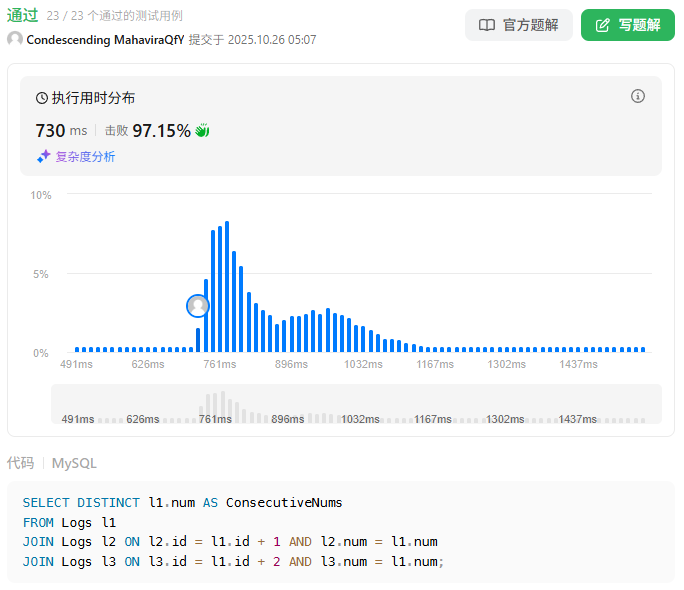 通过 23 / 23 个通过的测试用例
官方题解 写题解
Condescending MahaviraQfY 提交于 2025.10.26 05:07
执行用时分布
730 ms 击败 97.15%
复杂度分析
10%
5%
0%
491ms 626ms 761ms 896ms 1032ms 1167ms 1302ms 1437ms
491ms 626ms 761ms 896ms 1032ms 1167ms 1302ms 1437ms
代码 MySQL
SELECT DISTINCT l1.num AS ConsecutiveNums
FROM Logs l1
JOIN Logs l2 ON l2.id = l1.id + 1 AND l2.num = l1.num
JOIN Logs l3 ON l3.id = l1.id + 2 AND l3.num = l1.num;